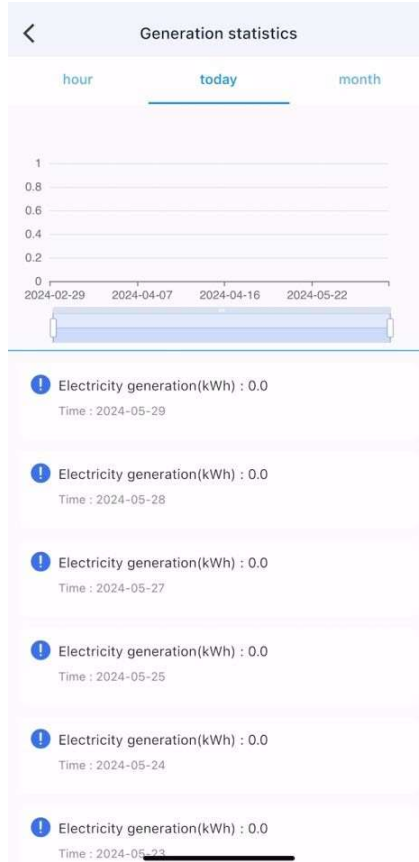 Generation statistics
hour today month
1
0.8
0.6
0.4
0.2
0
2024-02-29 2024-04-07 2024-04-16 2024-05-22
Electricity generation(kWh) : 0.0
Time : 2024-05-29
Electricity generation(kWh) : 0.0
Time : 2024-05-28
Electricity generation(kWh) : 0.0
Time : 2024-05-27
Electricity generation(kWh) : 0.0
Time : 2024-05-25
Electricity generation(kWh) : 0.0
Time : 2024-05-24
Electricity generation(kWh) : 0.0
Time : 2024-05-23